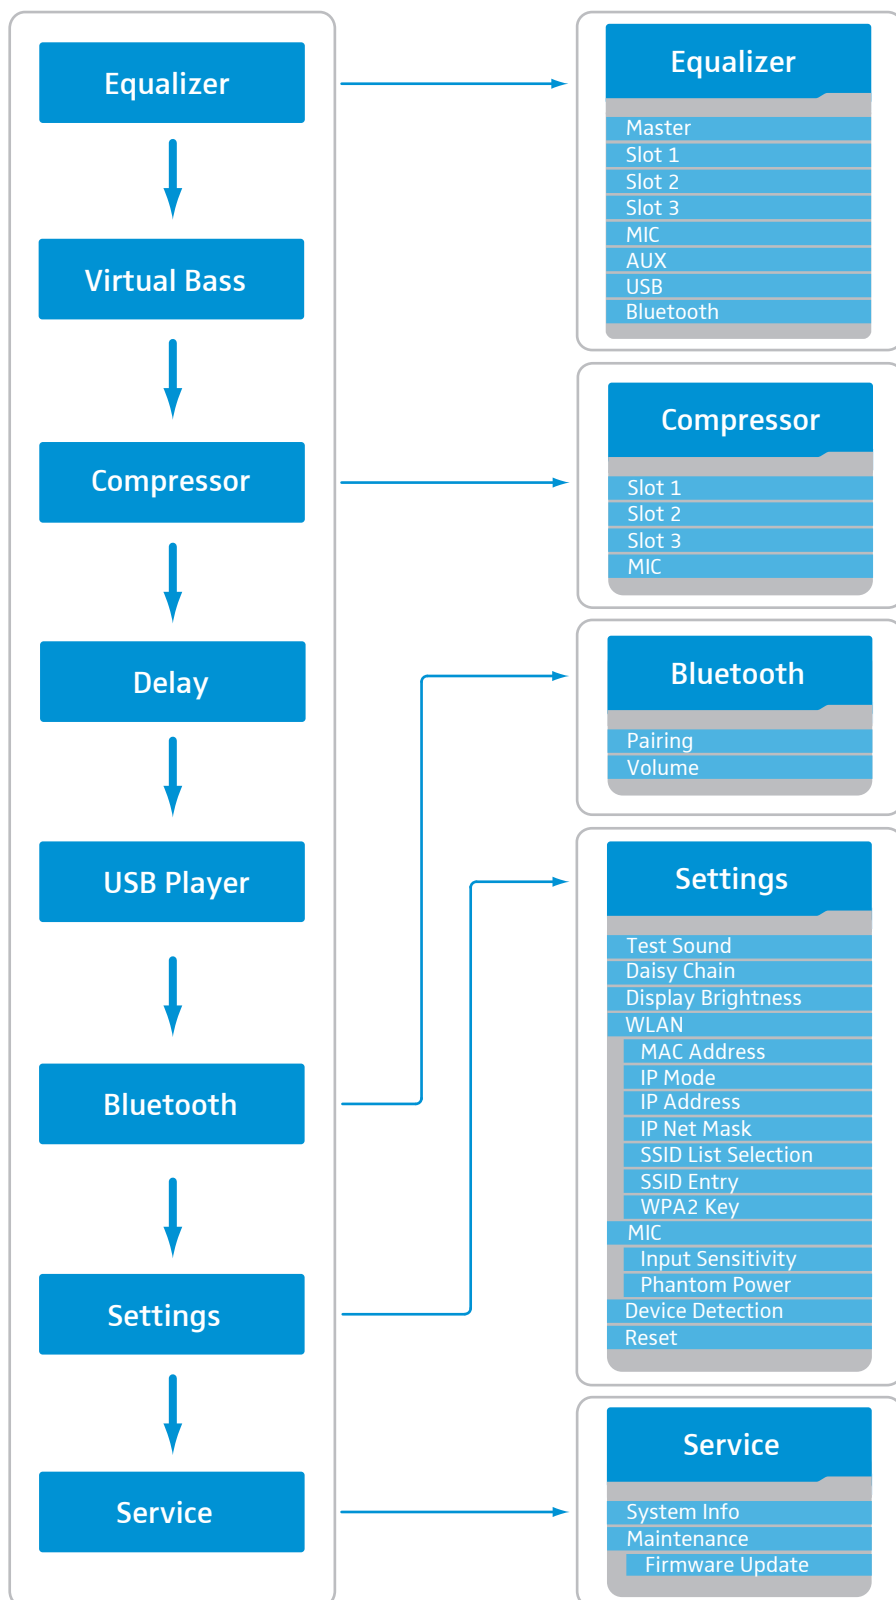 Equalizer
Virtual Bass
Compressor
Delay
USB Player
Bluetooth
Settings
Service
Equalizer
Master
Slot 1
Slot 2
Slot 3
MIC
AUX
USB
Bluetooth
Compressor
Slot 1
Slot 2
Slot 3
MIC
Bluetooth
Pairing
Volume
Settings
Test Sound
Daisy Chain
Display Brightness
WLAN
MAC Address
IP Mode
IP Address
IP Net Mask
SSID List Selection
SSID Entry
WPA2 Key
MIC
Input Sensitivity
Phantom Power
Device Detection
Reset
Service
System Info
Maintenance
Firmware Update